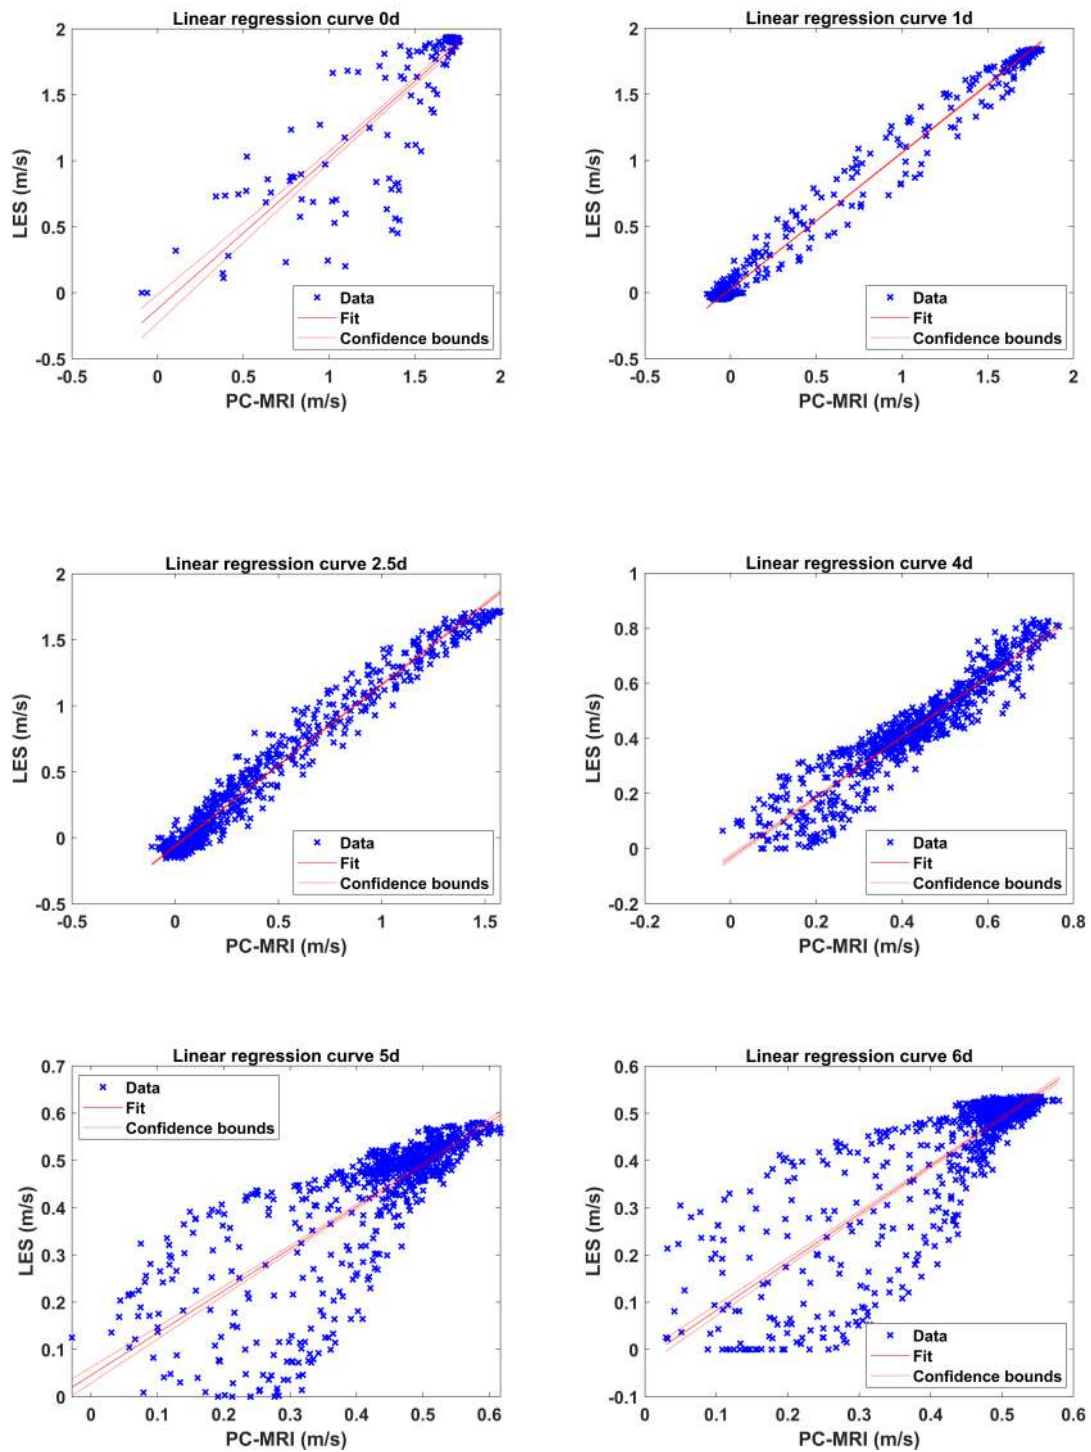 Linear regression curve 0d
2
1.5
1
0.5
0
-0.5
LES (m/s)
Data
Fit
Confidence bounds
-0.5 0 0.5 1 1.5 2
PC-MRI (m/s)
Linear regression curve 1d
2
1.5
1
0.5
0
-0.5
LES (m/s)
Data
Fit
Confidence bounds
-0.5 0 0.5 1 1.5 2
PC-MRI (m/s)
Linear regression curve 2.5d
2
1.5
1
0.5
0
-0.5
LES (m/s)
Data
Fit
Confidence bounds
-0.5 0 0.5 1 1.5
PC-MRI (m/s)
Linear regression curve 4d
1
0.8
0.6
0.4
0.2
0
-0.2
LES (m/s)
Data
Fit
Confidence bounds
-0.2 0 0.2 0.4 0.6 0.8
PC-MRI (m/s)
Linear regression curve 5d
0.7
0.6
0.5
0.4
0.3
0.2
0.1
0
LES (m/s)
Data
Fit
Confidence bounds
0 0.1 0.2 0.3 0.4 0.5 0.6
PC-MRI (m/s)
Linear regression curve 6d
0.6
0.5
0.4
0.3
0.2
0.1
0
-0.1
LES (m/s)
Data
Fit
Confidence bounds
0 0.1 0.2 0.3 0.4 0.5 0.6
PC-MRI (m/s)